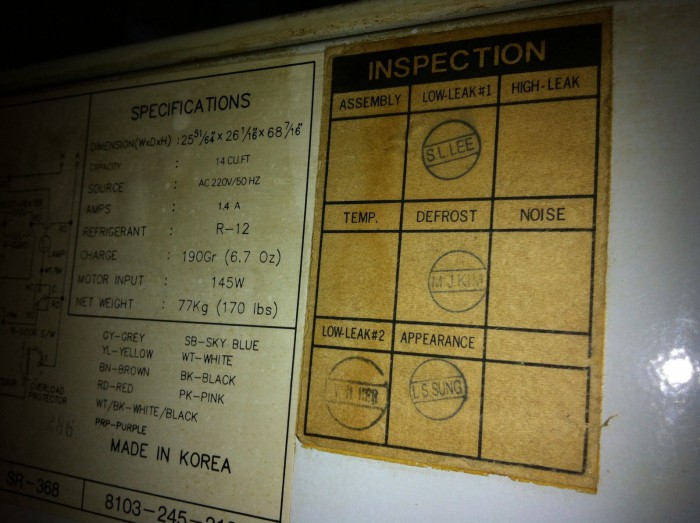 SPECIFICATIONS
DIMENSION(WxDxH) : 25 51/64" x 26 1/16" x 68 7/16"
CAPACITY : 14 CU.FT
SOURCE : AC 220V/50 HZ
AMPS : 1.4 A
REFRIGERANT : R-12
CHARGE : 190Gr (6.7 Oz)
MOTOR INPUT : 145W
NET WEIGHT : 77Kg (170 lbs)
GY-GREY SB-SKY BLUE
YL-YELLOW WT-WHITE
BN-BROWN BK-BLACK
RD-RED PK-PINK
WT/BK-WHITE/BLACK
PRP-PURPLE
MADE IN KOREA
SR-368 8103-245-
LAMP
OVERLOAD
PROTECTOR
INSPECTION
ASSEMBLY LOW-LEAK#1 HIGH-LEAK
S.L.LEE
TEMP. DEFROST NOISE
M.J.KIM
LOW-LEAK#2 APPEARANCE
I.S.SUNG